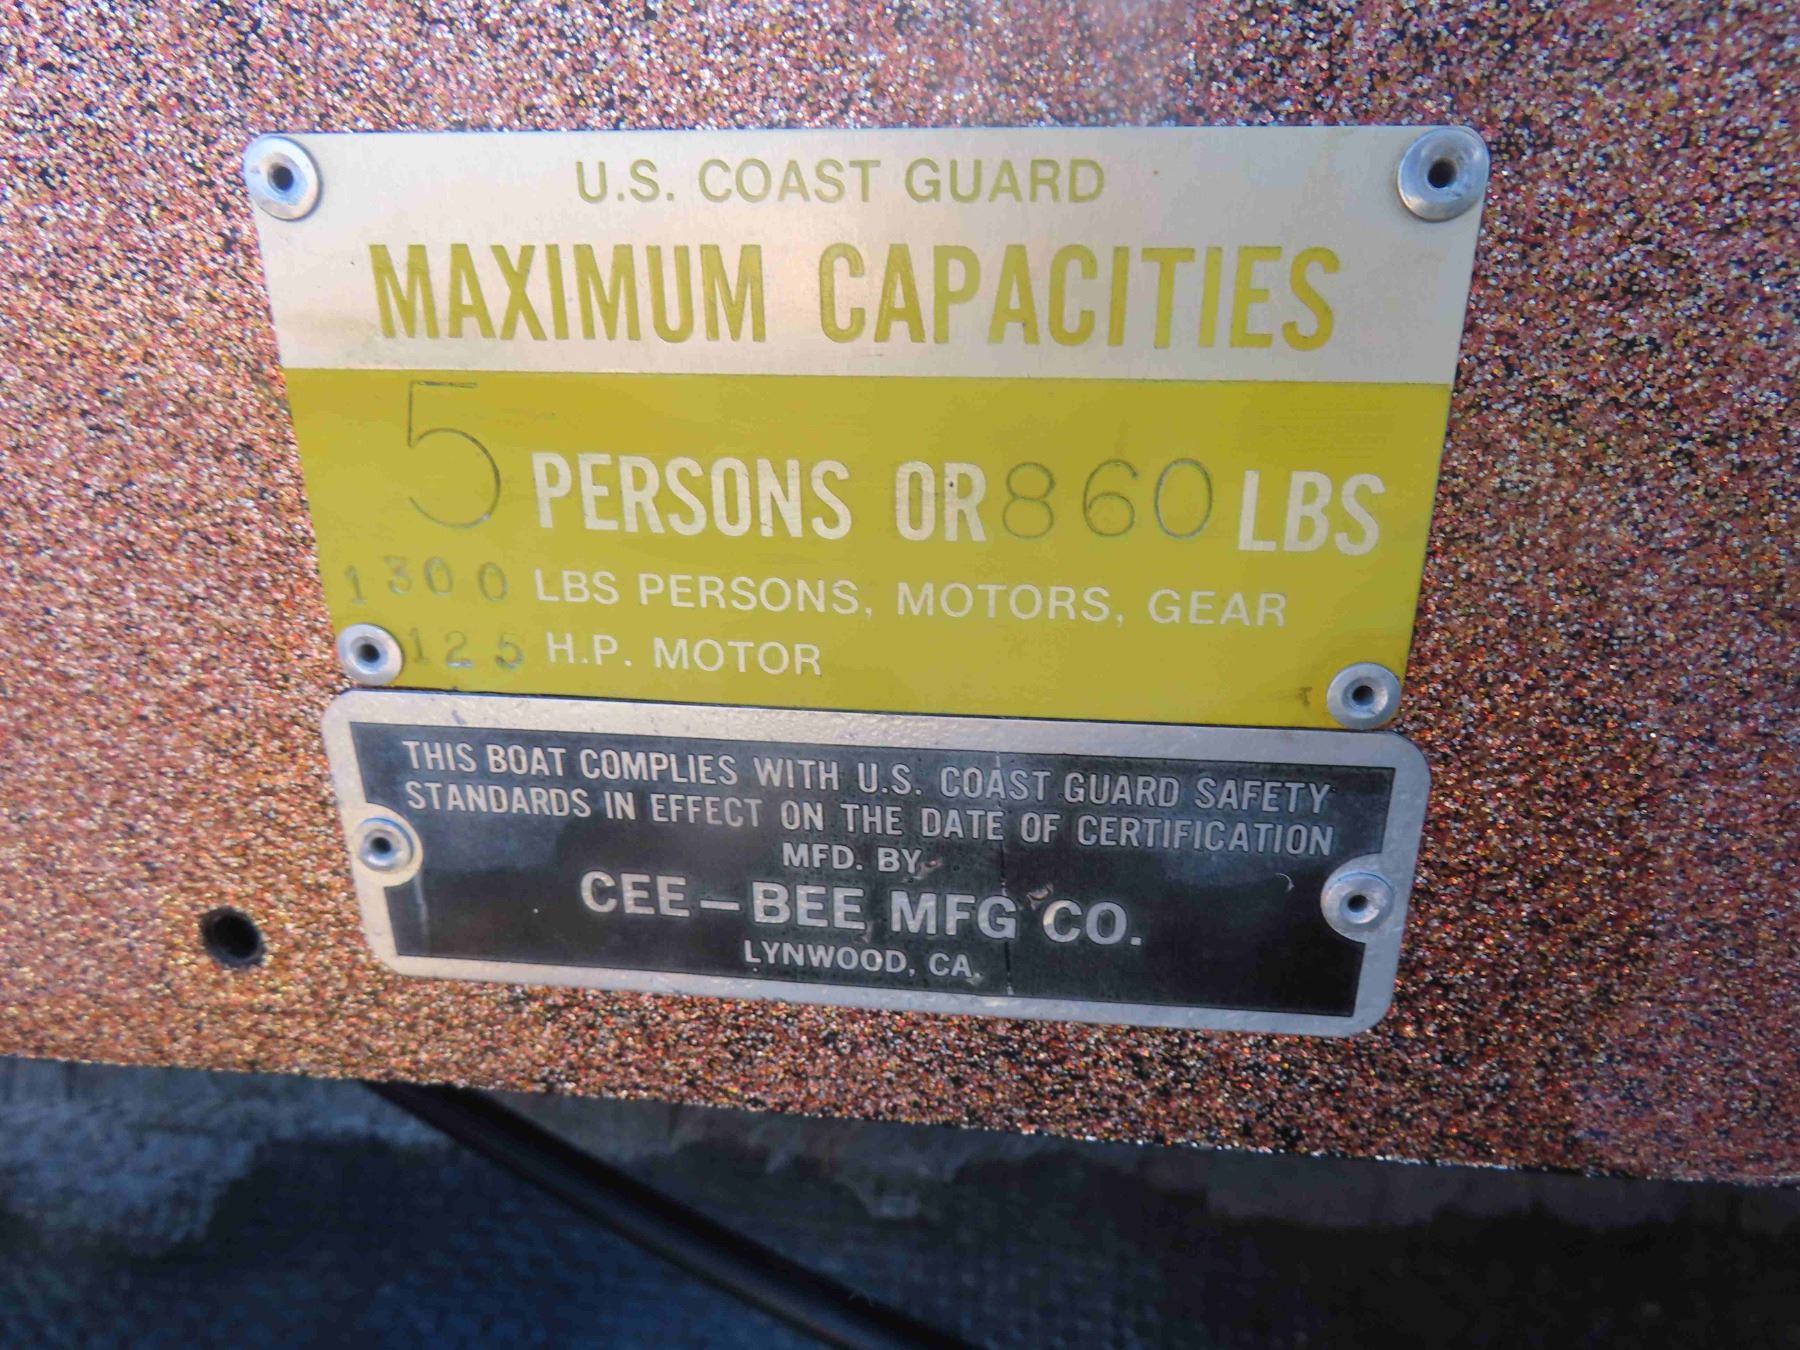 U.S. COAST GUARD
MAXIMUM CAPACITIES
5 PERSONS OR 860 LBS
1300 LBS PERSONS, MOTORS, GEAR
125 H.P. MOTOR
THIS BOAT COMPLIES WITH U.S. COAST GUARD SAFETY
STANDARDS IN EFFECT ON THE DATE OF CERTIFICATION
MFD. BY
CEE-BEE MFG CO.
LYNWOOD, CA.